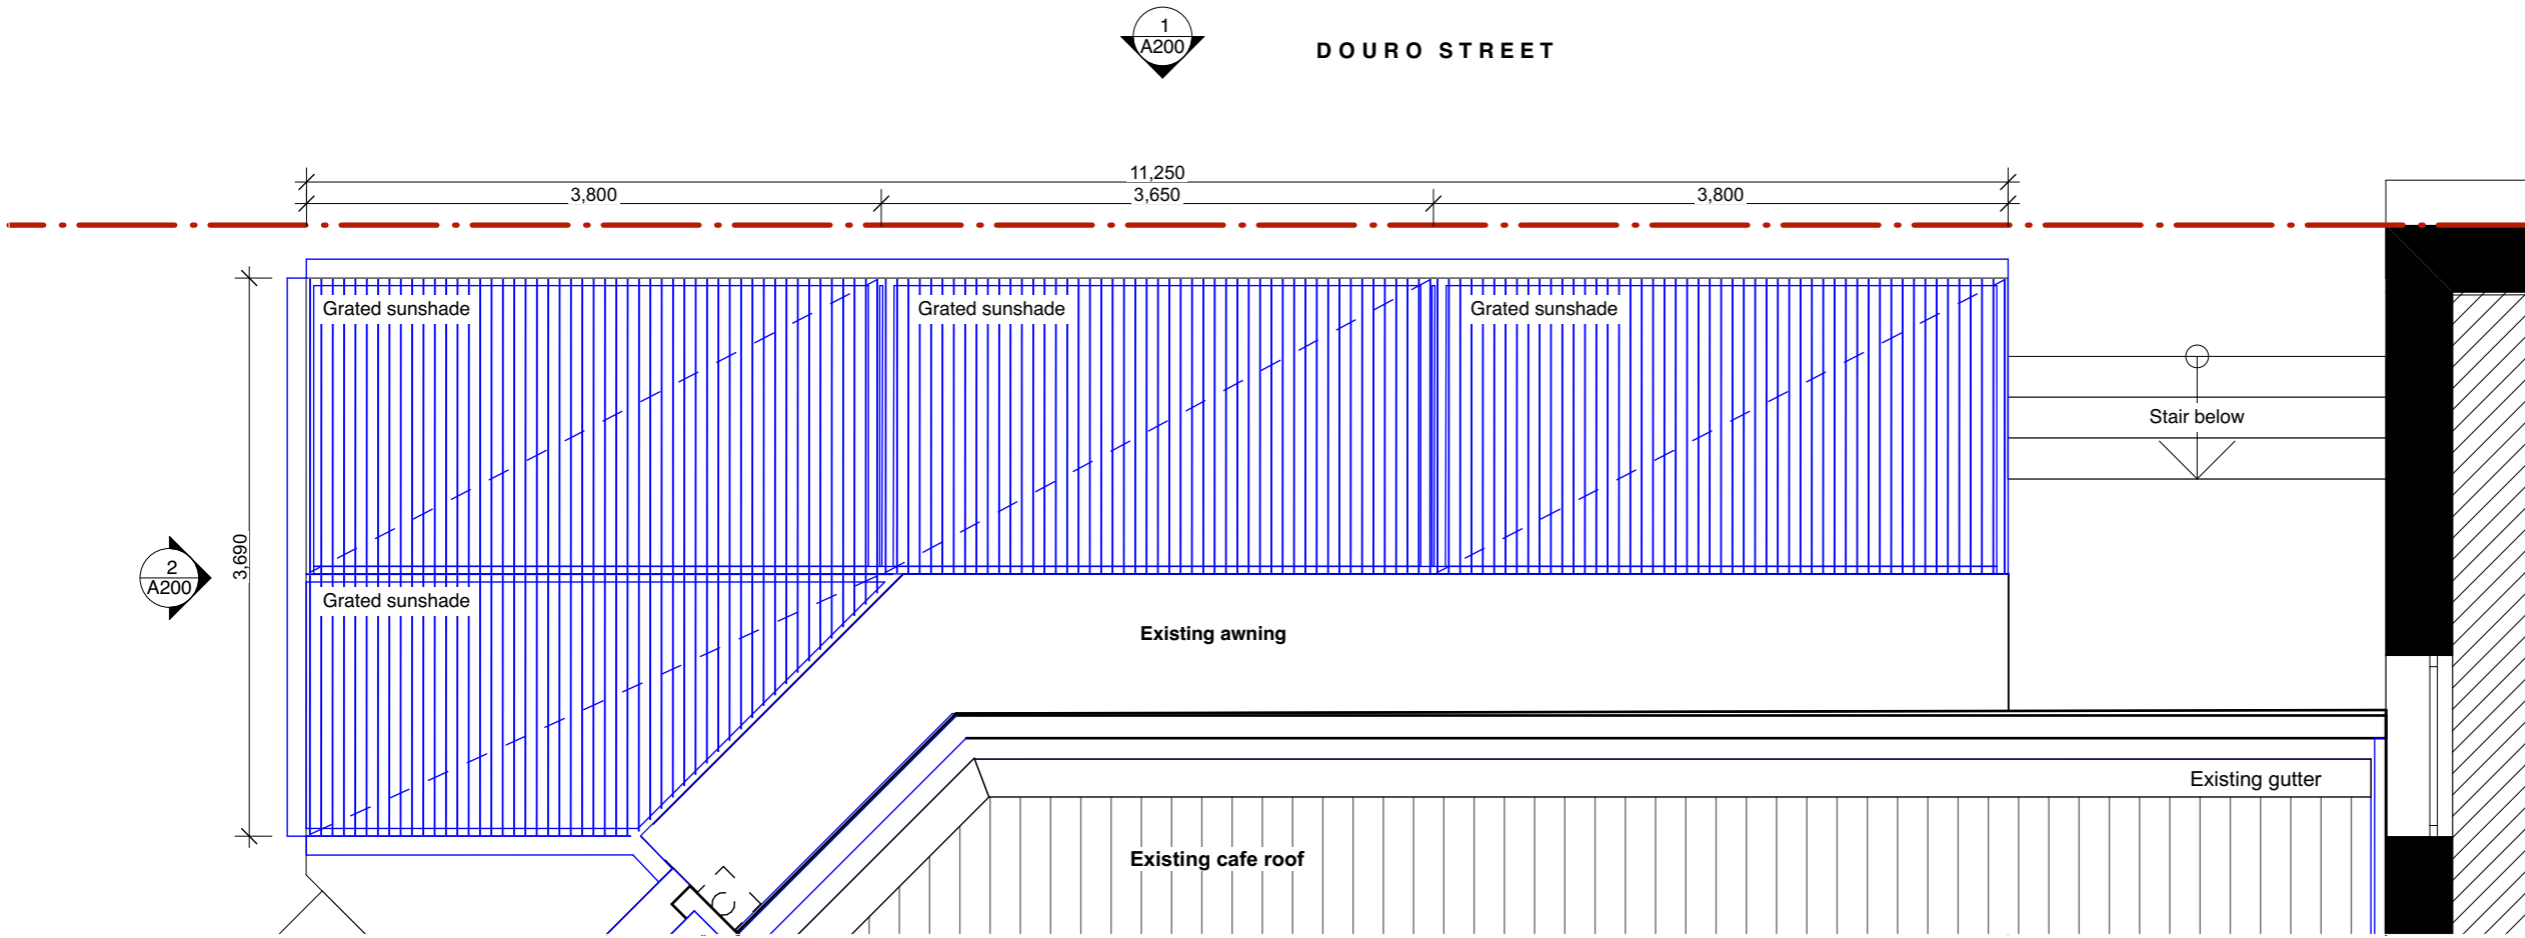 1
A200
DOURO STREET
11,250
3,800
3,650
3,800
Grated sunshade
Grated sunshade
Grated sunshade
Stair below
2
A200
3,690
Grated sunshade
Existing awning
Existing gutter
Existing cafe roof